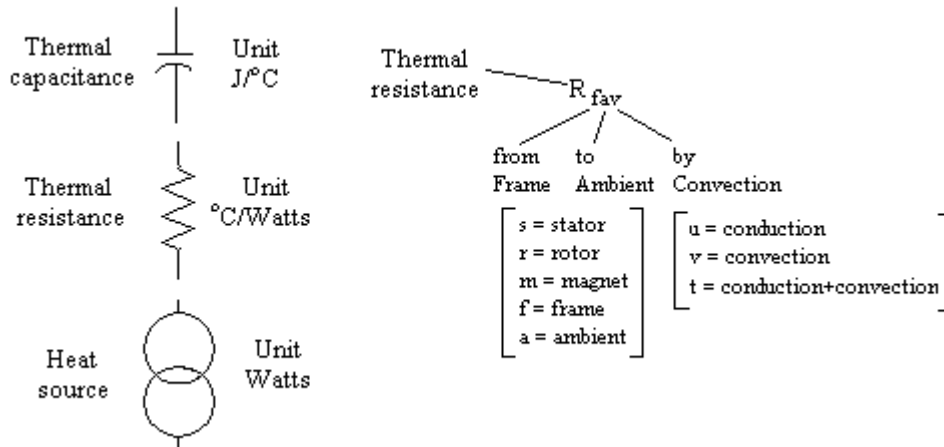 Thermal
capacitance
Unit
J/°C
Thermal
resistance
Unit
°C/Watts
Heat
source
Unit
Watts
Thermal
resistance
R fav
from
Frame
to
Ambient
by
Convection
s = stator
r = rotor
m = magnet
f = frame
a = ambient
u = conduction
v = convection
t = conduction+convection